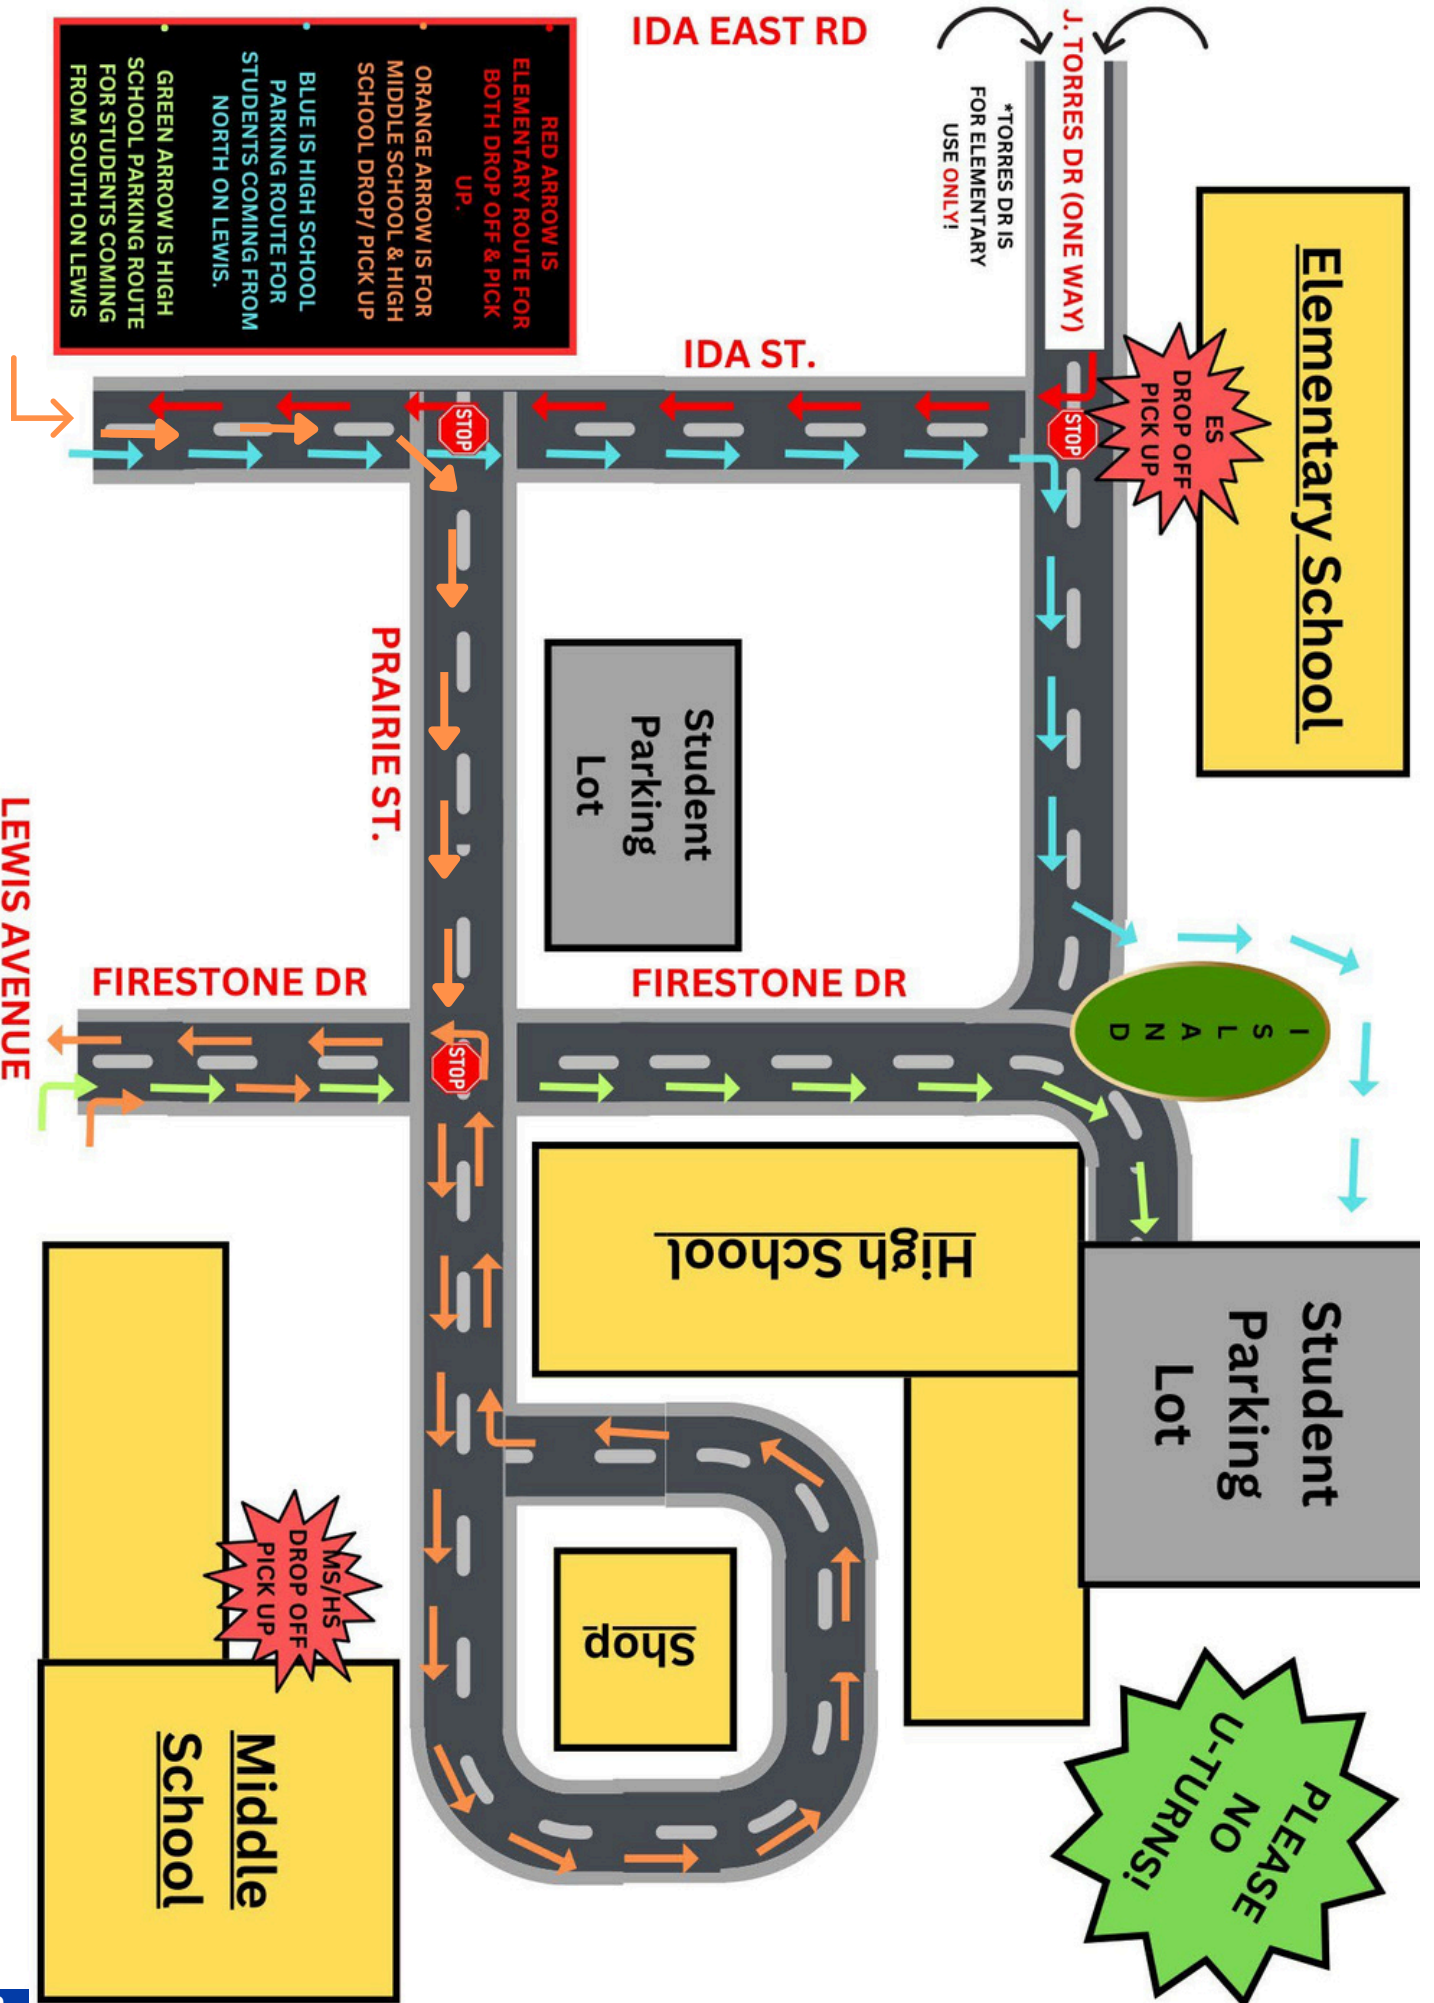 IDA EAST RD
J. TORRES DR (ONE WAY)
*TORRES DR IS
FOR ELEMENTARY
USE ONLY!
Elementary School
ES
DROP OFF
PICK UP
RED ARROW IS
ELEMENTARY ROUTE FOR
BOTH DROP OFF & PICK
UP.
ORANGE ARROW IS FOR
MIDDLE SCHOOL & HIGH
SCHOOL DROP/ PICK UP
BLUE IS HIGH SCHOOL
PARKING ROUTE FOR
STUDENTS COMING FROM
NORTH ON LEWIS.
GREEN ARROW IS HIGH
SCHOOL PARKING ROUTE
FOR STUDENTS COMING
FROM SOUTH ON LEWIS
IDA ST.
STOP
STOP
PRAIRIE ST.
Student
Parking
Lot
LEWIS AVENUE
FIRESTONE DR
FIRESTONE DR
ISLAND
STOP
High School
Student
Parking
Lot
Shop
MS/HS
DROP OFF
PICK UP
Middle
School
PLEASE
NO
U-TURNS!